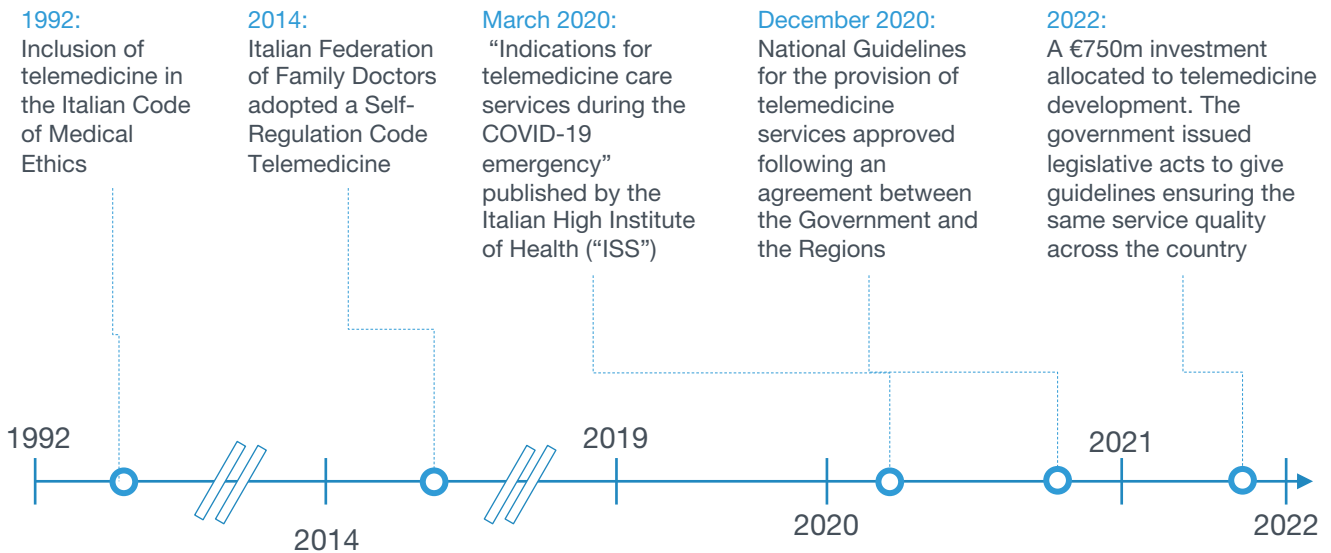 1992:
Inclusion of
telemedicine in
the Italian Code
of Medical
Ethics
2014:
Italian Federation
of Family Doctors
adopted a Self-
Regulation Code
Telemedicine
March 2020:
“Indications for
telemedicine care
services during the
COVID-19
emergency”
published by the
Italian High Institute
of Health (“ISS”)
December 2020:
National Guidelines
for the provision of
telemedicine
services approved
following an
agreement between
the Government and
the Regions
2022:
A €750m investment
allocated to telemedicine
development. The
government issued
legislative acts to give
guidelines ensuring the
same service quality
across the country
1992
2014
2019
2020
2021
2022